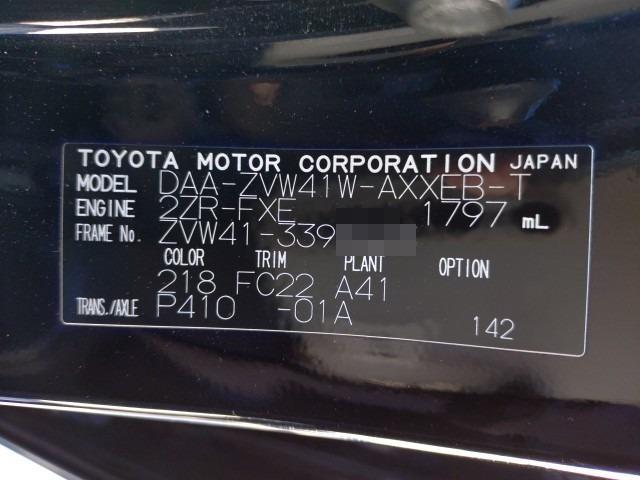 TOYOTA MOTOR CORPORATION JAPAN
MODEL DAA-ZVW41W-AXXEB-T
ENGINE 2ZR-FXE 1797 mL
FRAME No. ZVW41-339
COLOR TRIM PLANT OPTION
218 FC22 A41
TRANS./AXLE P410 -01A
142